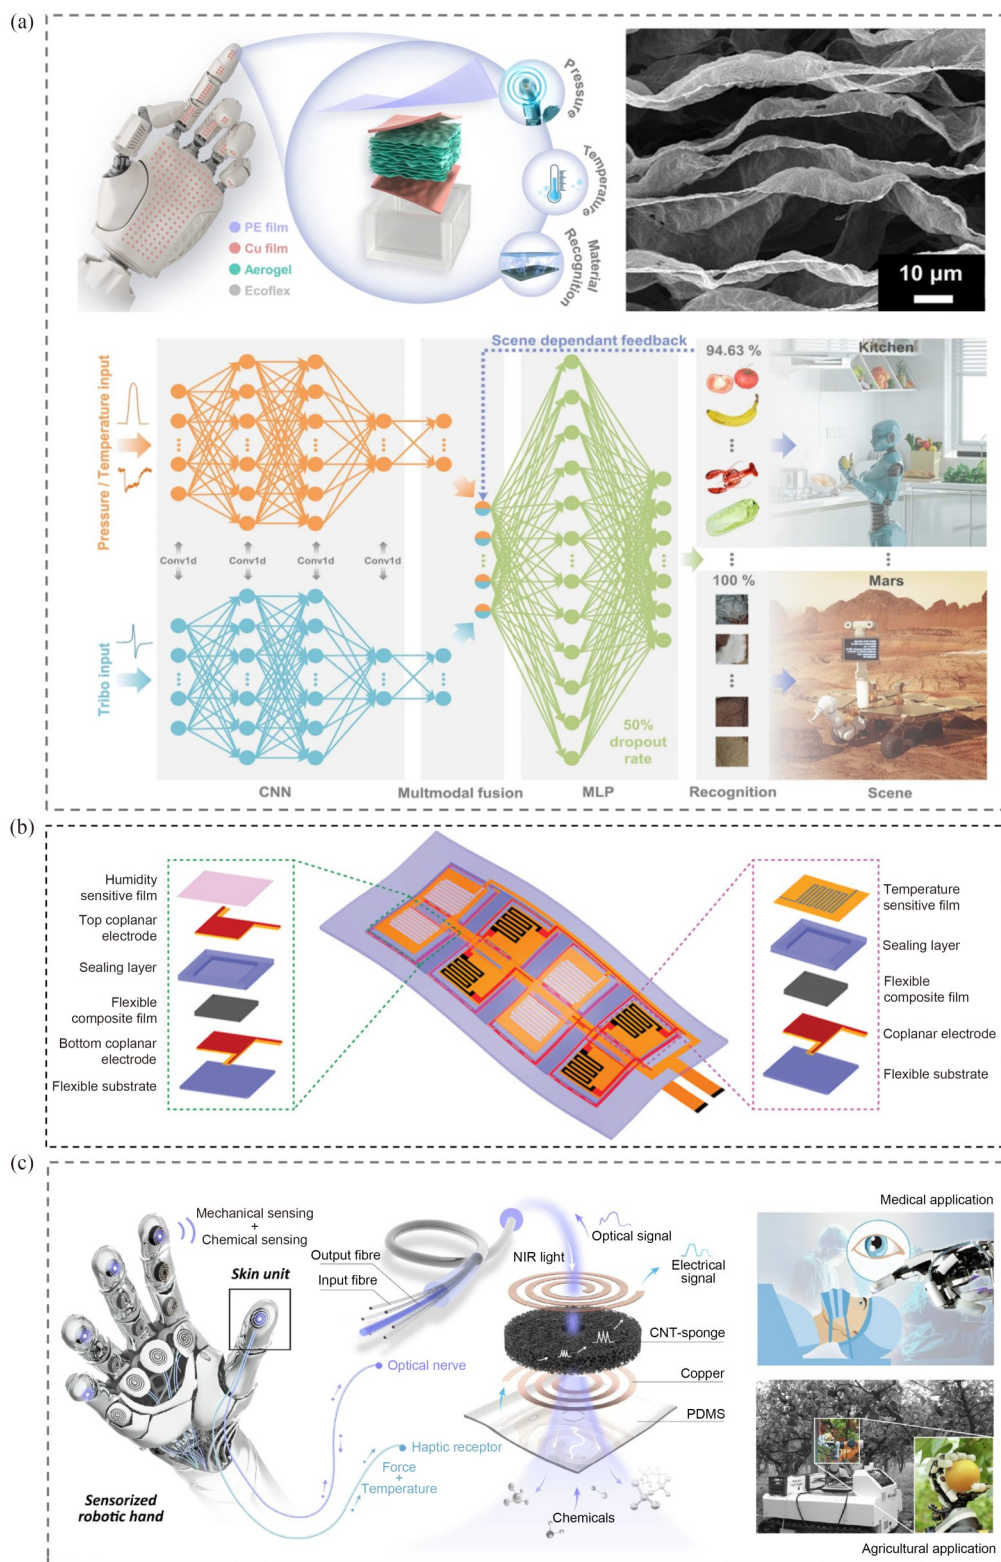 (a)
Pressure
Temperature
Material
Recognition
PE film
Cu film
Aerogel
Ecoflex
10 μm
Scene dependant feedback
94.63 %
Kitchen
Pressure / Temperature input
Conv1d
Conv1d
Conv1d
Conv1d
100 %
Mars
Tribo input
50%
dropout
rate
CNN
Multmodal fusion
MLP
Recognition
Scene
(b)
Humidity
sensitive film
Top coplanar
electrode
Sealing layer
Flexible
composite film
Bottom coplanar
electrode
Flexible substrate
Temperature
sensitive film
Sealing layer
Flexible
composite film
Coplanar electrode
Flexible substrate
(c)
Mechanical sensing
+
Chemical sensing
Skin unit
Output fibre
Input fibre
NIR light
Optical signal
Electrical
signal
CNT-sponge
Copper
PDMS
Optical nerve
Haptic receptor
Force
+
Temperature
Chemicals
Sensorized
robotic hand
Medical application
Agricultural application